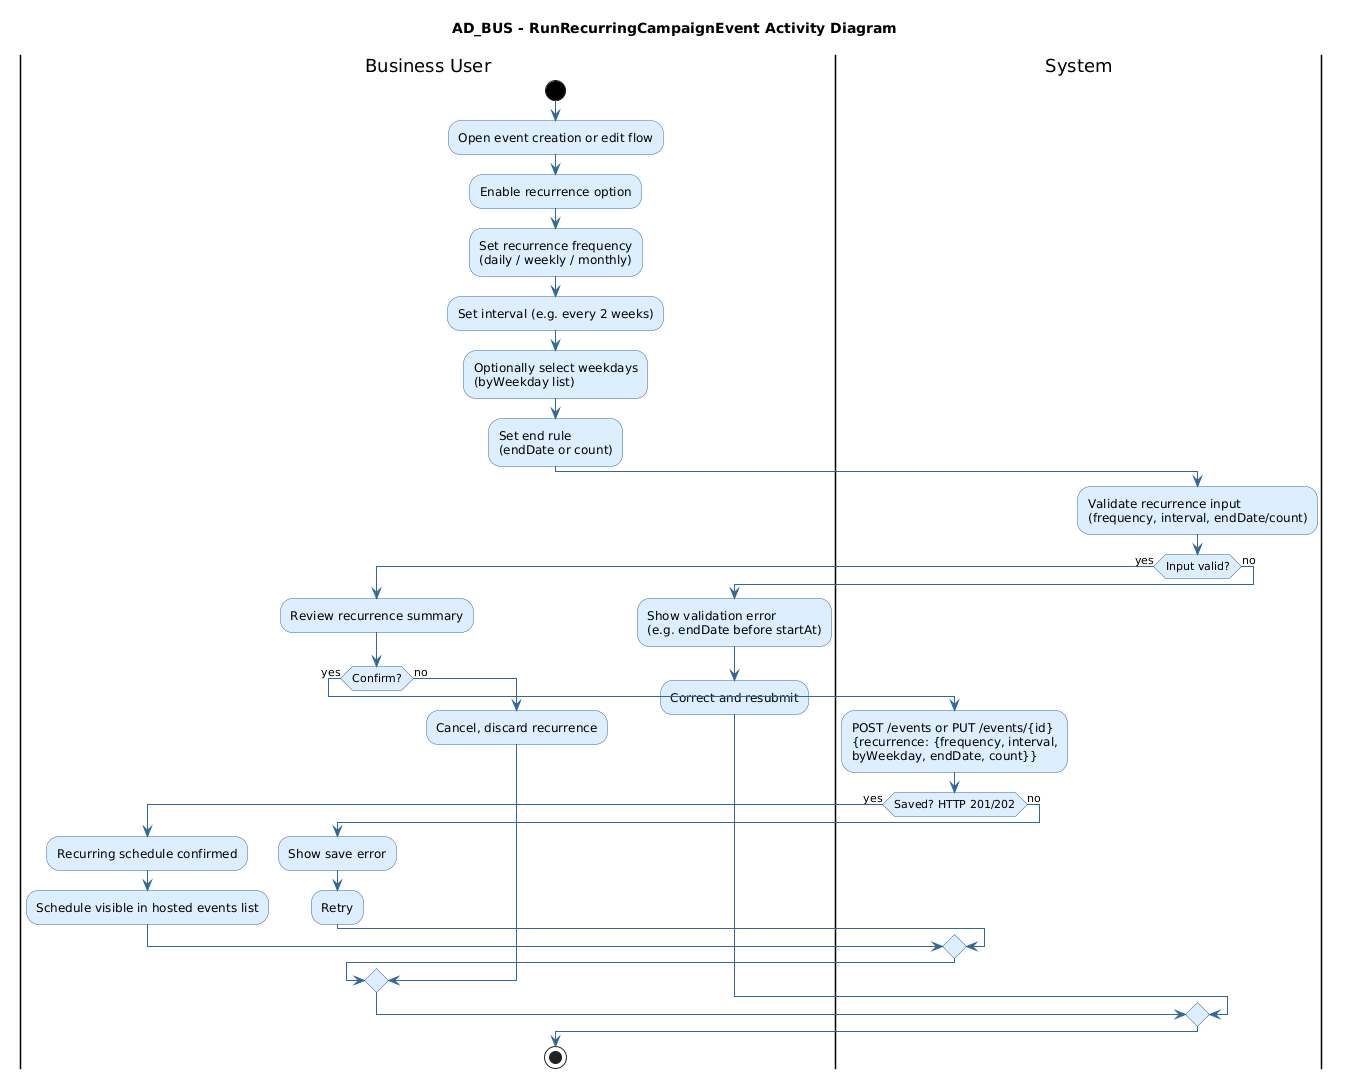 AD_BUS - RunRecurringCampaignEvent Activity Diagram
Business User
System
Open event creation or edit flow
Enable recurrence option
Set recurrence frequency
(daily / weekly / monthly)
Set interval (e.g. every 2 weeks)
Optionally select weekdays
(byWeekday list)
Set end rule
(endDate or count)
Validate recurrence input
(frequency, interval, endDate/count)
yes
Input valid?
no
Review recurrence summary
Show validation error
(e.g. endDate before startAt)
yes
Confirm?
no
Correct and resubmit
Cancel, discard recurrence
POST /events or PUT /events/{id}
{recurrence: {frequency, interval,
byWeekday, endDate, count}}
yes
Saved? HTTP 201/202
no
Recurring schedule confirmed
Show save error
Schedule visible in hosted events list
Retry